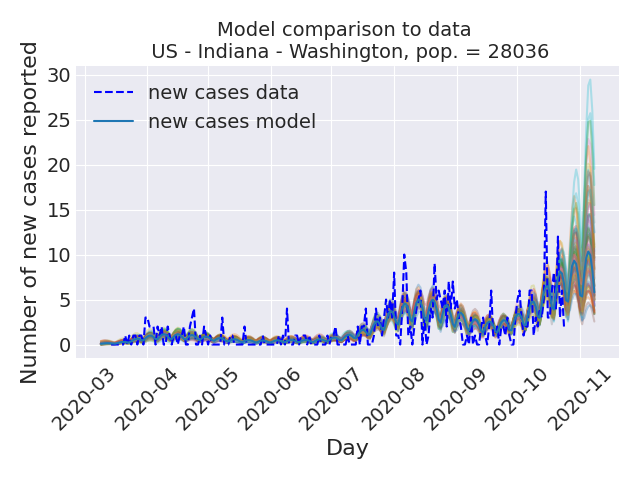 Model comparison to data
US - Indiana - Washington, pop. = 28036
30
25
20
15
10
5
0
new cases data
new cases model
Number of new cases reported
2020-03
2020-04
2020-05
2020-06
2020-07
2020-08
2020-09
2020-10
2020-11
Day